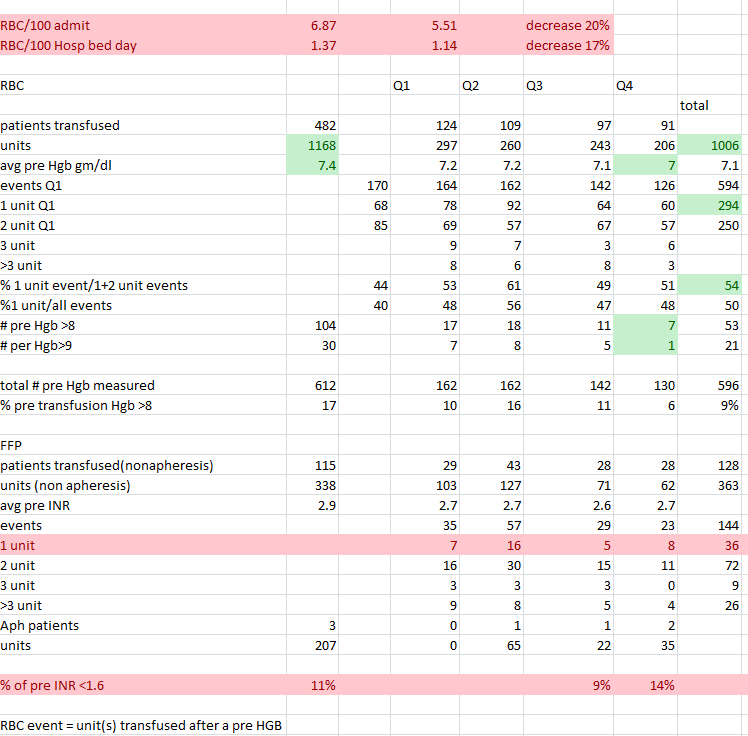 RBC/100 admit 6.87 5.51 decrease 20%
RBC/100 Hosp bed day 1.37 1.14 decrease 17%
RBC Q1 Q2 Q3 Q4
total
patients transfused 482 124 109 97 91
units 1168 297 260 243 206 1006
avg pre Hgb gm/dl 7.4 7.2 7.2 7.1 7 7.1
events Q1 170 164 162 142 126 594
1 unit Q1 68 78 92 64 60 294
2 unit Q1 85 69 57 67 57 250
3 unit 9 7 3 6
>3 unit 8 6 8 3
% 1 unit event/1+2 unit events 44 53 61 49 51 54
%1 unit/all events 40 48 56 47 48 50
# pre Hgb >8 104 17 18 11 7 53
# per Hgb>9 30 7 8 5 1 21
total # pre Hgb measured 612 162 162 142 130 596
% pre transfusion Hgb >8 17 10 16 11 6 9%
FFP
patients transfused(nonapheresis) 115 29 43 28 28 128
units (non apheresis) 338 103 127 71 62 363
avg pre INR 2.9 2.7 2.7 2.6 2.7
events 35 57 29 23 144
1 unit 7 16 5 8 36
2 unit 16 30 15 11 72
3 unit 3 3 3 0 9
>3 unit 9 8 5 4 26
Aph patients 3 0 1 1 2
units 207 0 65 22 35
% of pre INR <1.6 11% 9% 14%
RBC event = unit(s) transfused after a pre HGB